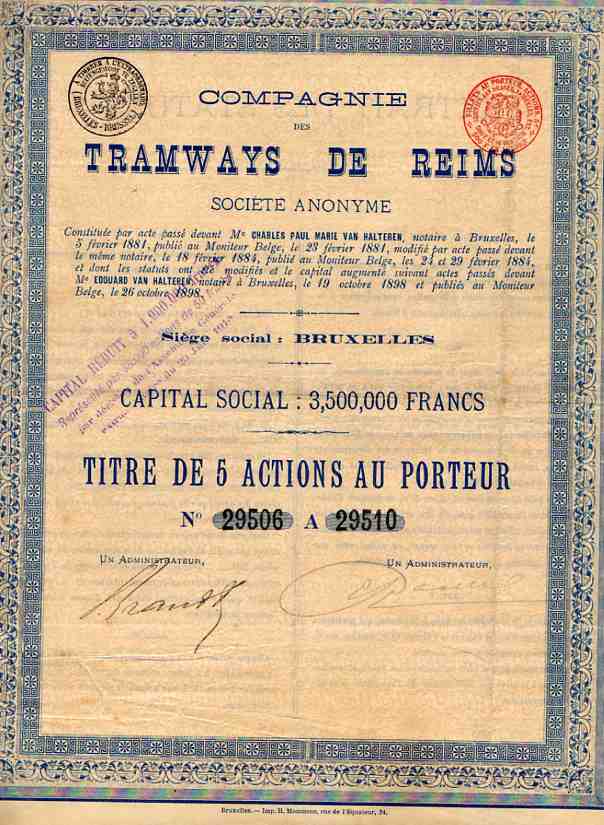 COMPAGNIE
DES
TRAMWAYS DE REIMS
SOCIÉTÉ ANONYME
Constituée par acte passé devant Me CHARLES PAUL MARIE VAN HALTEREN, notaire à Bruxelles, le
5 février 1881, publié au Moniteur Belge, le 23 février 1881, modifié par acte passé devant
le même notaire, le 18 février 1884, publié au Moniteur Belge, les 24 et 29 février 1884,
et dont les statuts ont modifiés et le capital augmenté suivant actes passés devant
Me EDOUARD VAN HALTEREN, notaire à Bruxelles, le 19 octobre 1898 et publiés au Moniteur
Belge, le 26 octobre 1898.
CAPITAL RÉDUIT à
Siège social : BRUXELLES
CAPITAL SOCIAL : 3,500,000 FRANCS
TITRE DE 5 ACTIONS AU PORTEUR
No 29506 A 29510
UN ADMINISTRATEUR,
UN ADMINISTRATEUR,
Bruxelles. — Imp. H. rue de l'Equateur, 24.